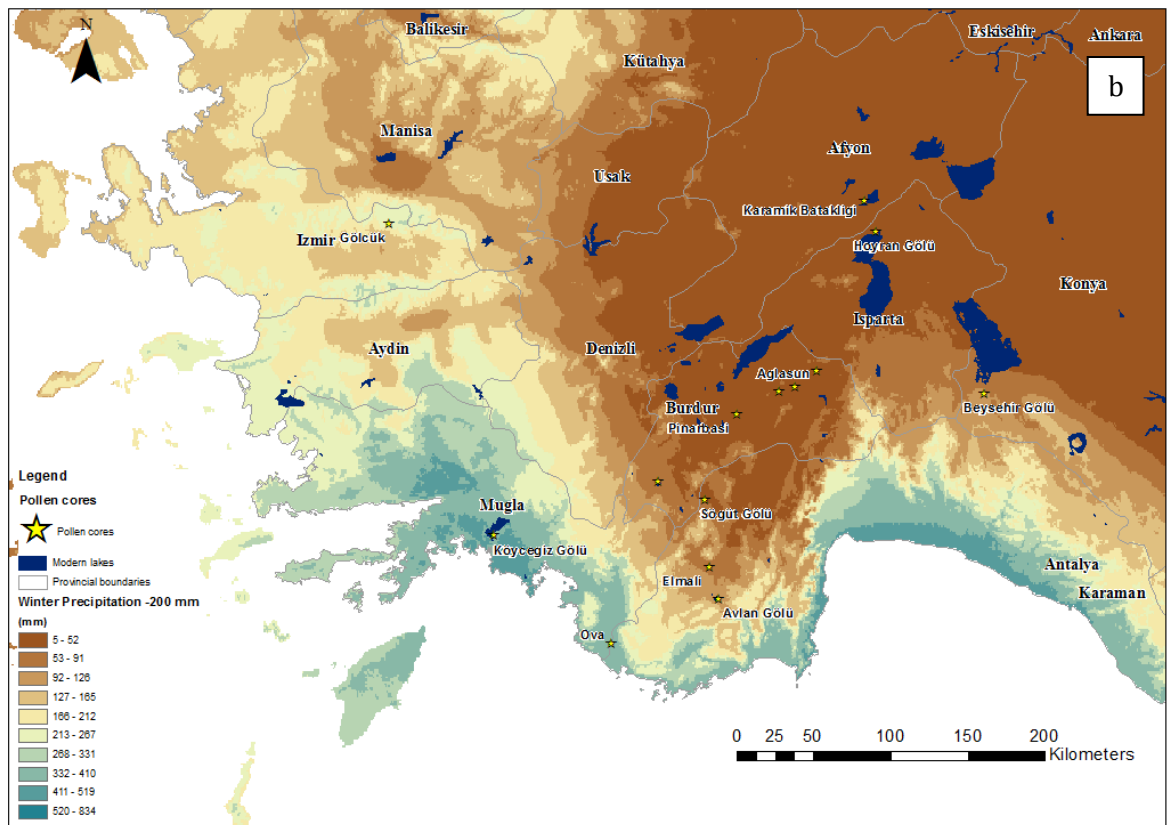 N
Balikesir
Eskisehir
Ankara
Kütahya
b
Manisa
Afyon
Usak
Karamik Batakligi
Izmir
Gölcük
Hoyran Gölü
Konya
Isparta
Aydin
Denizli
Aglasun
Burdur
Beysehir Gölü
Pinarbasi
Legend
Pollen cores
Pollen cores
Modern lakes
Provincial boundaries
Winter Precipitation -200 mm
(mm)
5 - 52
53 - 91
92 - 126
127 - 165
166 - 212
213 - 267
268 - 331
332 - 410
411 - 519
520 - 834
Mugla
Sögüt Gölü
Köycegiz Gölü
Antalya
Elmali
Karaman
Avlan Gölü
Ova
0 25 50 100 150 200
Kilometers